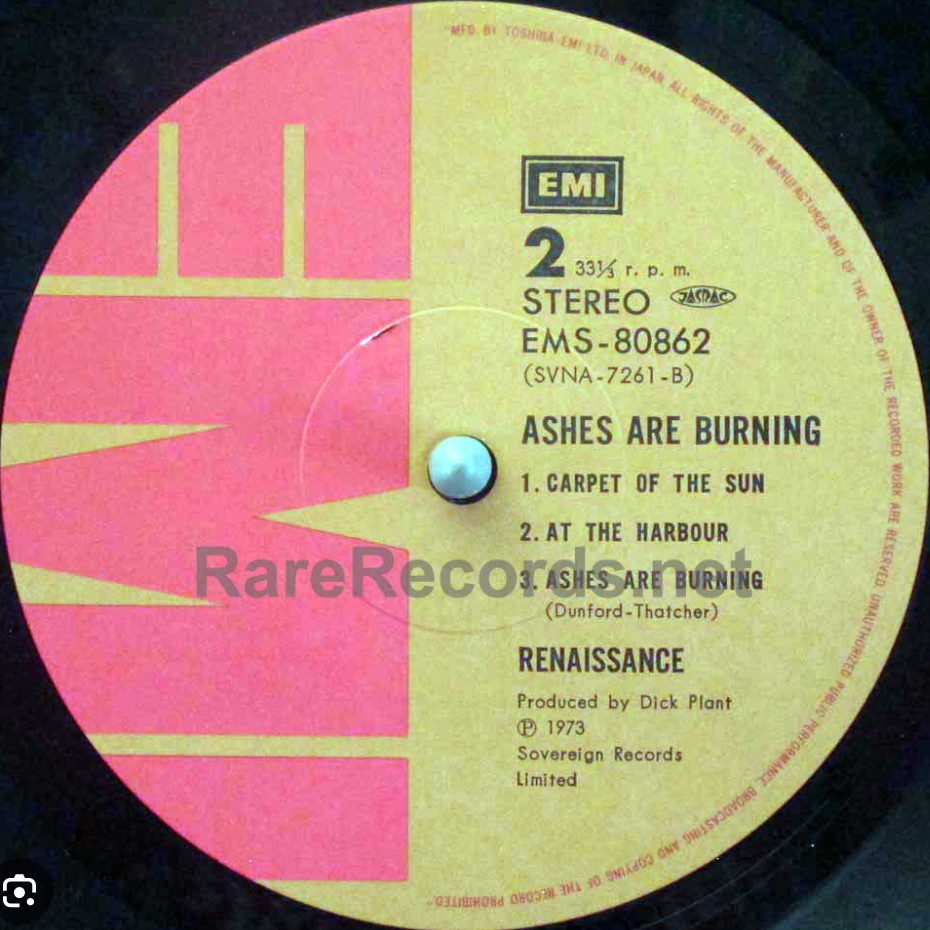 "MFD. BY TOSHIBA-EMI LTD. IN JAPAN ALL RIGHTS OF THE MANUFACTURER AND OF THE OWNER OF THE RECORDED WORK ARE RESERVED UNAUTHORIZED PUBLIC PERFORMANCE BROADCASTING AND COPYING OF THE RECORD PROHIBITED"
EMI
EMI
2 33⅓ r. p. m.
STEREO JASRAC
EMS-80862
(SVNA-7261-B)
ASHES ARE BURNING
1. CARPET OF THE SUN
2. AT THE HARBOUR
RareRecords.net
3. ASHES ARE BURNING
(Dunford-Thatcher)
RENAISSANCE
Produced by Dick Plant
Ⓟ 1973
Sovereign Records
Limited